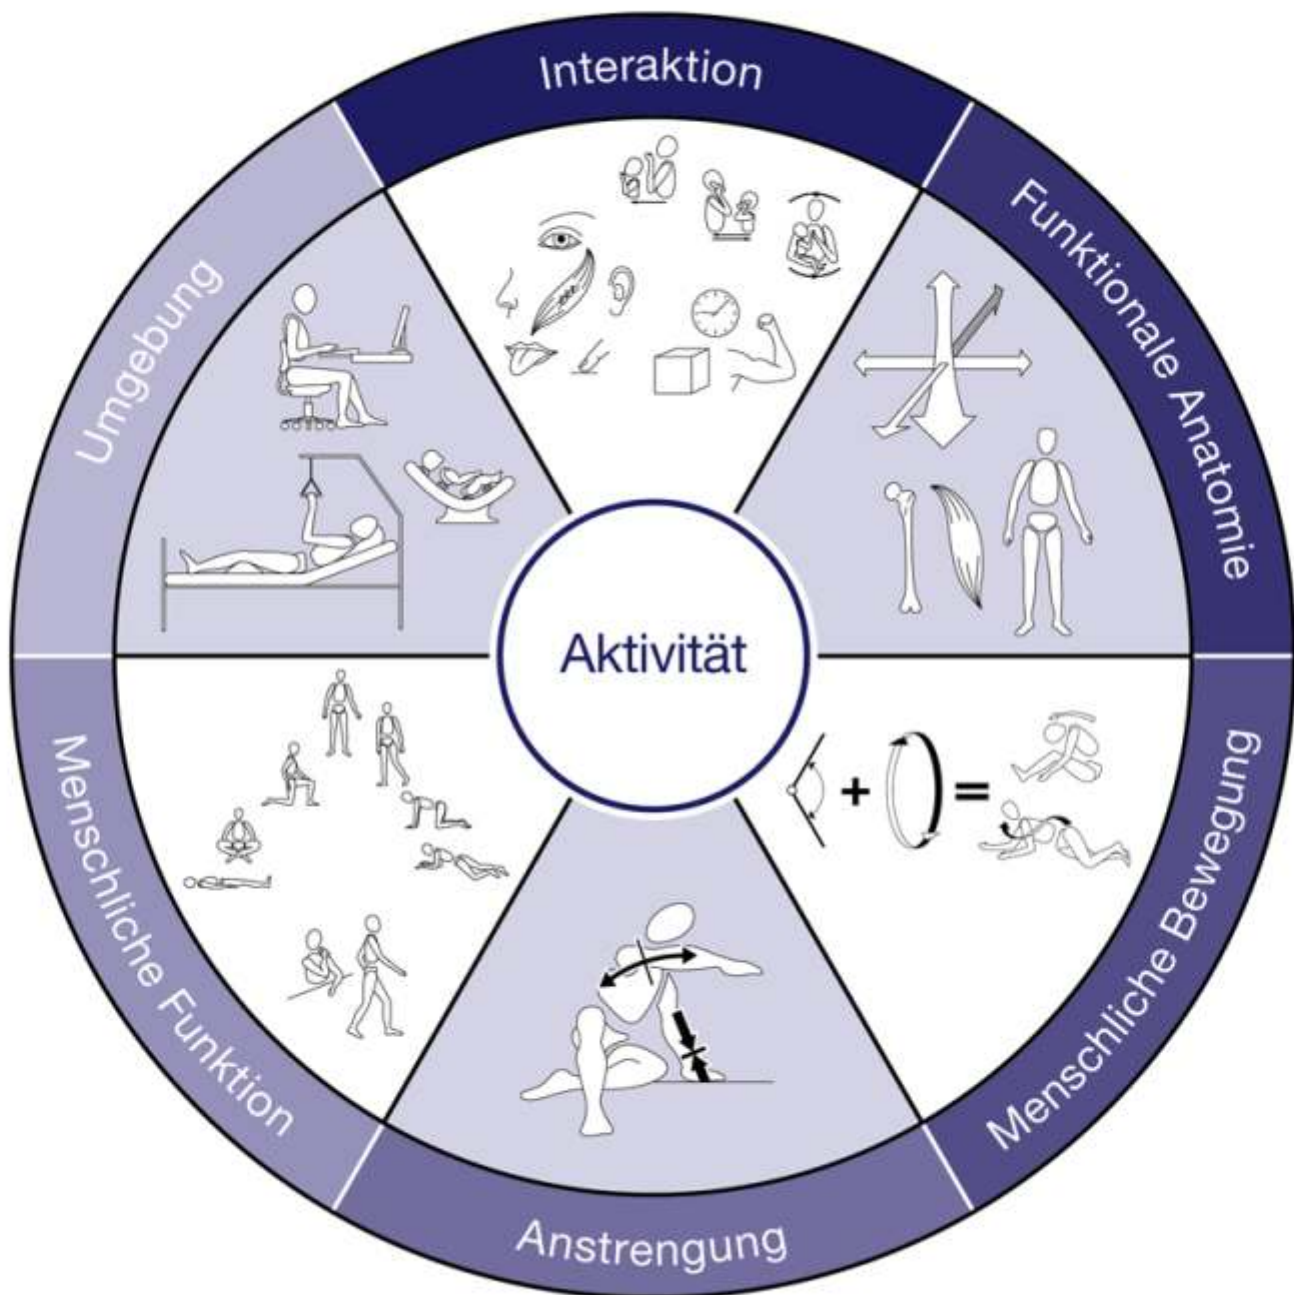 Interaktion
Funktionale Anatomie
Menschliche Bewegung
Anstrengung
Menschliche Funktion
Umgebung
Aktivität
+ =